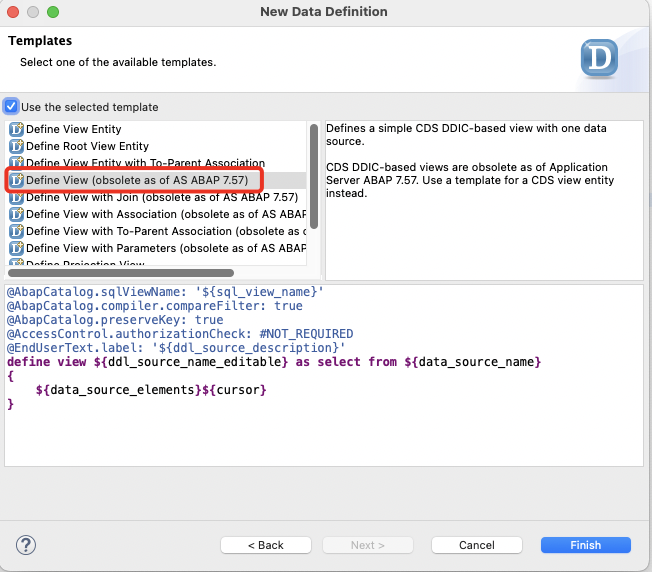 New Data Definition
Templates
Select one of the available templates.
D
Use the selected template
Define View Entity
Define Root View Entity
Define View Entity with To-Parent Association
Define View (obsolete as of AS ABAP 7.57)
Define View with Join (obsolete as of AS ABAP 7.57)
Define View with Association (obsolete as of AS ABAP
Define View with To-Parent Association (obsolete as o
Define View with Parameters (obsolete as of AS ABAP
Define Projection View
Defines a simple CDS DDIC-based view with one data
source.
CDS DDIC-based views are obsolete as of Application
Server ABAP 7.57. Use a template for a CDS view entity
instead.
@AbapCatalog.sqlViewName: '${sql_view_name}'
@AbapCatalog.compiler.compareFilter: true
@AbapCatalog.preserveKey: true
@AccessControl.authorizationCheck: #NOT_REQUIRED
@EndUserText.label: '${ddl_source_description}'
define view ${ddl_source_name_editable} as select from ${data_source_name}
{
${data_source_elements}${cursor}
}
?
< Back
Next >
Cancel
Finish